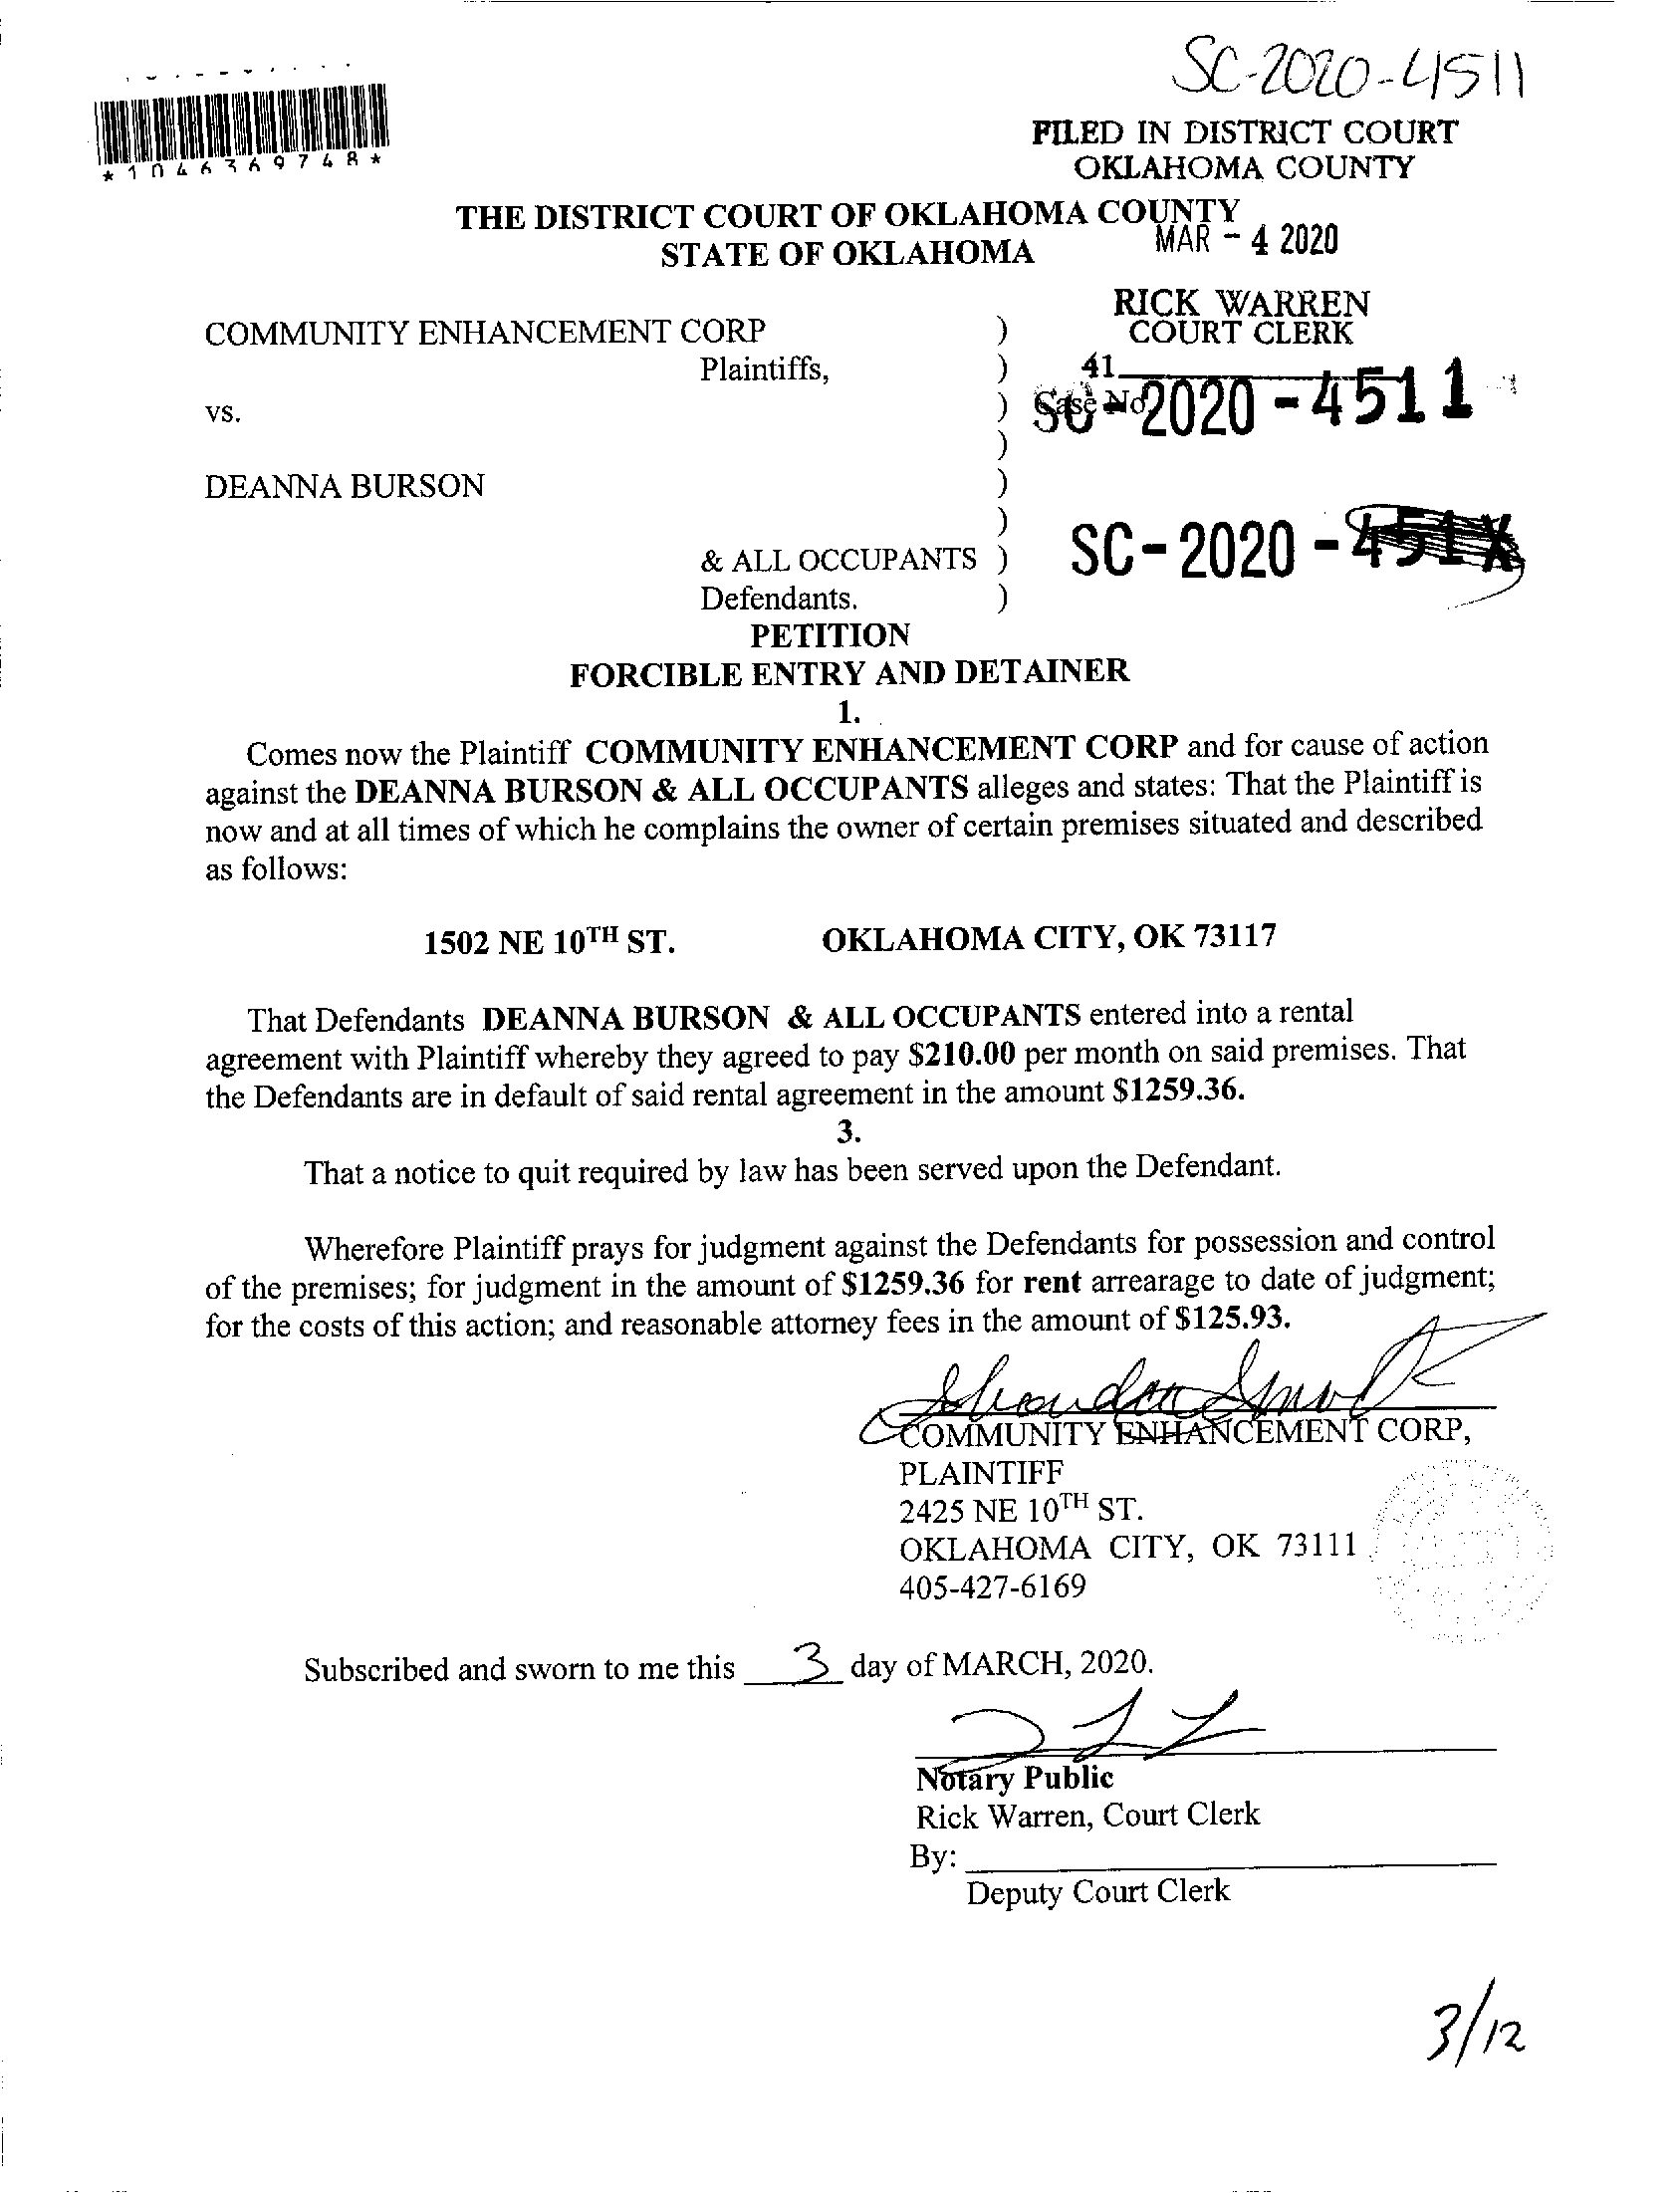 SC-2020-4511
*1046369748*
FILED IN DISTRICT COURT
OKLAHOMA COUNTY
THE DISTRICT COURT OF OKLAHOMA COUNTY
STATE OF OKLAHOMA
MAR - 4 2020
RICK WARREN
COURT CLERK
COMMUNITY ENHANCEMENT CORP )
Plaintiffs, ) 41
vs. ) Case No SC - 2020 - 4511
)
DEANNA BURSON )
) SC - 2020 -
& ALL OCCUPANTS )
Defendants. )
PETITION
FORCIBLE ENTRY AND DETAINER
1.
Comes now the Plaintiff COMMUNITY ENHANCEMENT CORP and for cause of action
against the DEANNA BURSON & ALL OCCUPANTS alleges and states: That the Plaintiff is
now and at all times of which he complains the owner of certain premises situated and described
as follows:
1502 NE 10TH ST. OKLAHOMA CITY, OK 73117
That Defendants DEANNA BURSON & ALL OCCUPANTS entered into a rental
agreement with Plaintiff whereby they agreed to pay $210.00 per month on said premises. That
the Defendants are in default of said rental agreement in the amount $1259.36.
3.
That a notice to quit required by law has been served upon the Defendant.
Wherefore Plaintiff prays for judgment against the Defendants for possession and control
of the premises; for judgment in the amount of $1259.36 for rent arrearage to date of judgment;
for the costs of this action; and reasonable attorney fees in the amount of $125.93.
COMMUNITY ENHANCEMENT CORP,
PLAINTIFF
2425 NE 10TH ST.
OKLAHOMA CITY, OK 73111
405-427-6169
Subscribed and sworn to me this 3 day of MARCH, 2020.
Notary Public
Rick Warren, Court Clerk
By:
Deputy Court Clerk
3/12